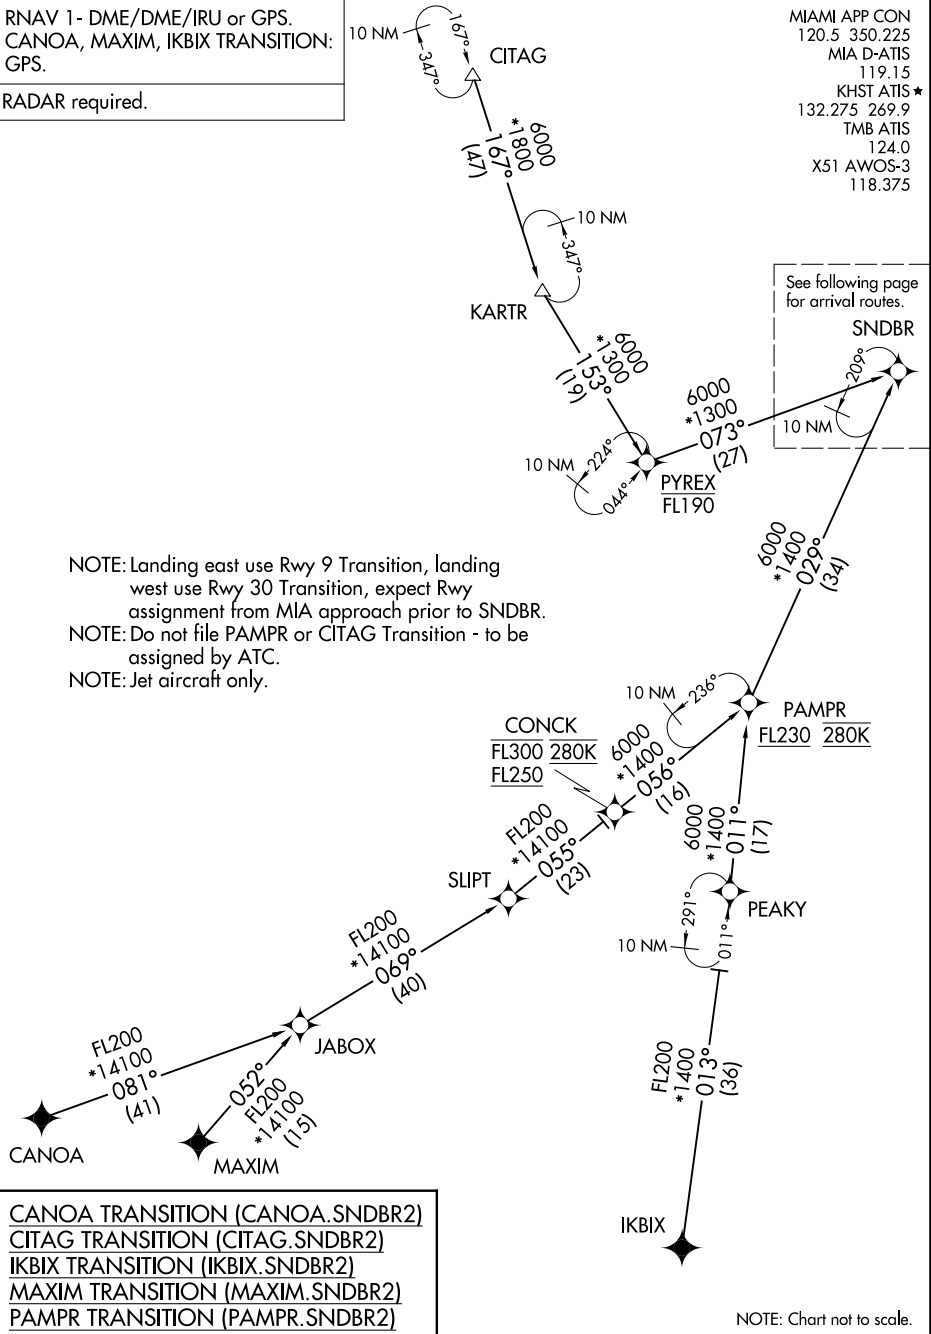 RNAV 1- DME/DME/IRU or GPS.
CANOA, MAXIM, IKBIX TRANSITION:
GPS.
RADAR required.
MIAMI APP CON
120.5 350.225
MIA D-ATIS
119.15
KHST ATIS ★
132.275 269.9
TMB ATIS
124.0
X51 AWOS-3
118.375
10 NM
167°
347°
CITAG
6000
*1800
167°
(47)
10 NM
347°
KARTR
6000
*1300
153°
(19)
See following page
for arrival routes.
SNDBR
209°
10 NM
6000
*1300
073°
(27)
10 NM
224°
044°
PYREX
FL190
6000
*1400
029°
(34)
NOTE: Landing east use Rwy 9 Transition, landing
west use Rwy 30 Transition, expect Rwy
assignment from MIA approach prior to SNDBR.
NOTE: Do not file PAMPR or CITAG Transition - to be
assigned by ATC.
NOTE: Jet aircraft only.
10 NM
236°
PAMPR
FL230 280K
CONCK
FL300 280K
FL250
6000
*1400
056°
(16)
6000
*1400
011°
(17)
FL200
*14100
055°
(23)
SLIPT
PEAKY
291°
011°
10 NM
FL200
*14100
069°
(40)
JABOX
FL200
*14100
081°
(41)
052°
FL200
*14100
(15)
FL200
*1400
013°
(36)
CANOA
MAXIM
IKBIX
CANOA TRANSITION (CANOA.SNDBR2)
CITAG TRANSITION (CITAG.SNDBR2)
IKBIX TRANSITION (IKBIX.SNDBR2)
MAXIM TRANSITION (MAXIM.SNDBR2)
PAMPR TRANSITION (PAMPR.SNDBR2)
NOTE: Chart not to scale.